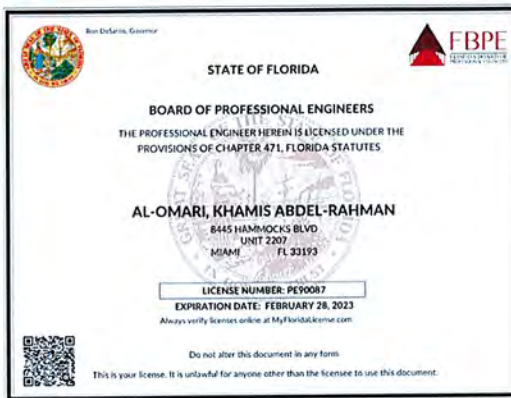 Ron DeSantis, Governor
FBPE
STATE OF FLORIDA
BOARD OF PROFESSIONAL ENGINEERS
THE PROFESSIONAL ENGINEER HEREIN IS LICENSED UNDER THE
PROVISIONS OF CHAPTER 471, FLORIDA STATUTES
AL-OMARI, KHAMIS ABDEL-RAHMAN
8445 HAMMOCKS BLVD
UNIT 2207
MIAMI FL 33193
LICENSE NUMBER: PE90087
EXPIRATION DATE: FEBRUARY 28, 2023
Always verify licenses online at MyFloridaLicense.com
Do not alter this document in any form.
This is your license. It is unlawful for anyone other than the licensee to use this document.